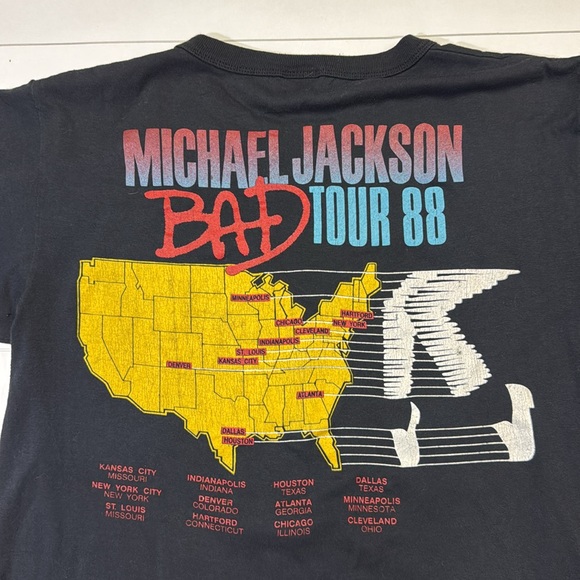 MICHAEL JACKSON
BAD TOUR 88
MINNEAPOLIS
HARTFORD
CHICAGO
NEW YORK
CLEVELAND
INDIANAPOLIS
ST. LOUIS
KANSAS CITY
DENVER
ATLANTA
DALLAS
HOUSTON
KANSAS CITY
MISSOURI
NEW YORK CITY
NEW YORK
ST. LOUIS
MISSOURI
INDIANAPOLIS
INDIANA
DENVER
COLORADO
HARTFORD
CONNECTICUT
HOUSTON
TEXAS
ATLANTA
GEORGIA
CHICAGO
ILLINOIS
DALLAS
TEXAS
MINNEAPOLIS
MINNESOTA
CLEVELAND
OHIO